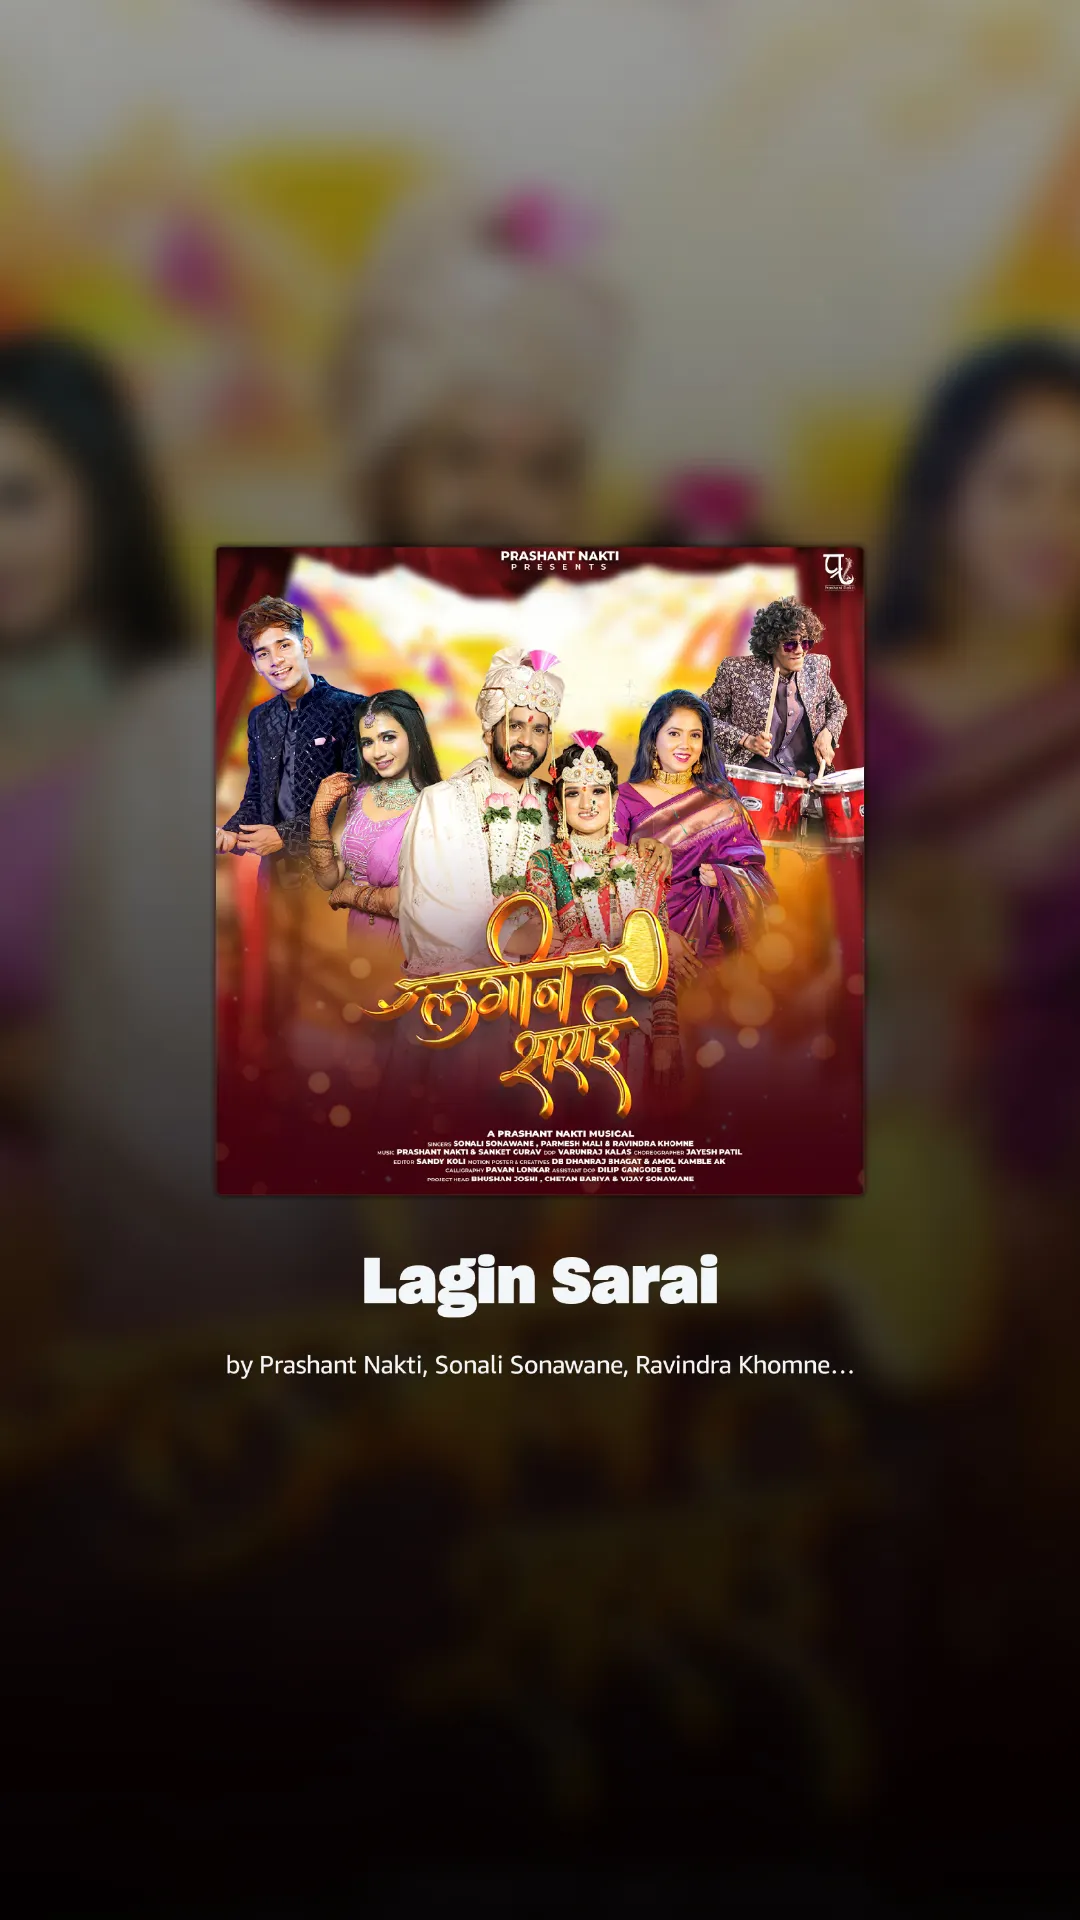 PRASHANT NAKTI
PRESENTS
प्र
लगीन
सराई
A PRASHANT NAKTI MUSICAL
SINGERS SONALI SONAWANE , PARMESH MALI & RAVINDRA KHOMNE
MUSIC PRASHANT NAKTI & SANKET GURAV DOP VARUNRAJ KALAS CHOREOGRAPHER JAYESH PATIL
EDITOR SANDY KOLI MOTION POSTER & CREATIVES DB DHANRAJ BHAGAT & AMOL KAMBLE AK
CALLIGRAPHY PAVAN LONKAR ASSISTANT DOP DILIP GANGODE DG
PROJECT HEAD BHUSHAN JOSHI , CHETAN BARIYA & VIJAY SONAWANE
Lagin Sarai
by Prashant Nakti, Sonali Sonawane, Ravindra Khomne…